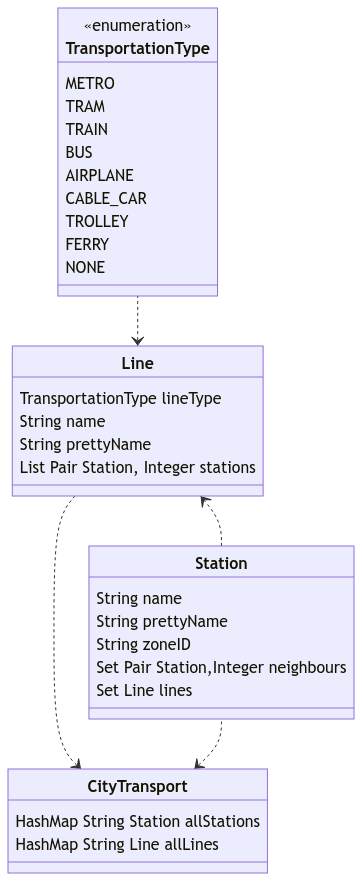 «enumeration»
TransportationType
METRO
TRAM
TRAIN
BUS
AIRPLANE
CABLE_CAR
TROLLEY
FERRY
NONE
Line
TransportationType lineType
String name
String prettyName
List Pair Station, Integer stations
Station
String name
String prettyName
String zoneID
Set Pair Station,Integer neighbours
Set Line lines
CityTransport
HashMap String Station allStations
HashMap String Line allLines